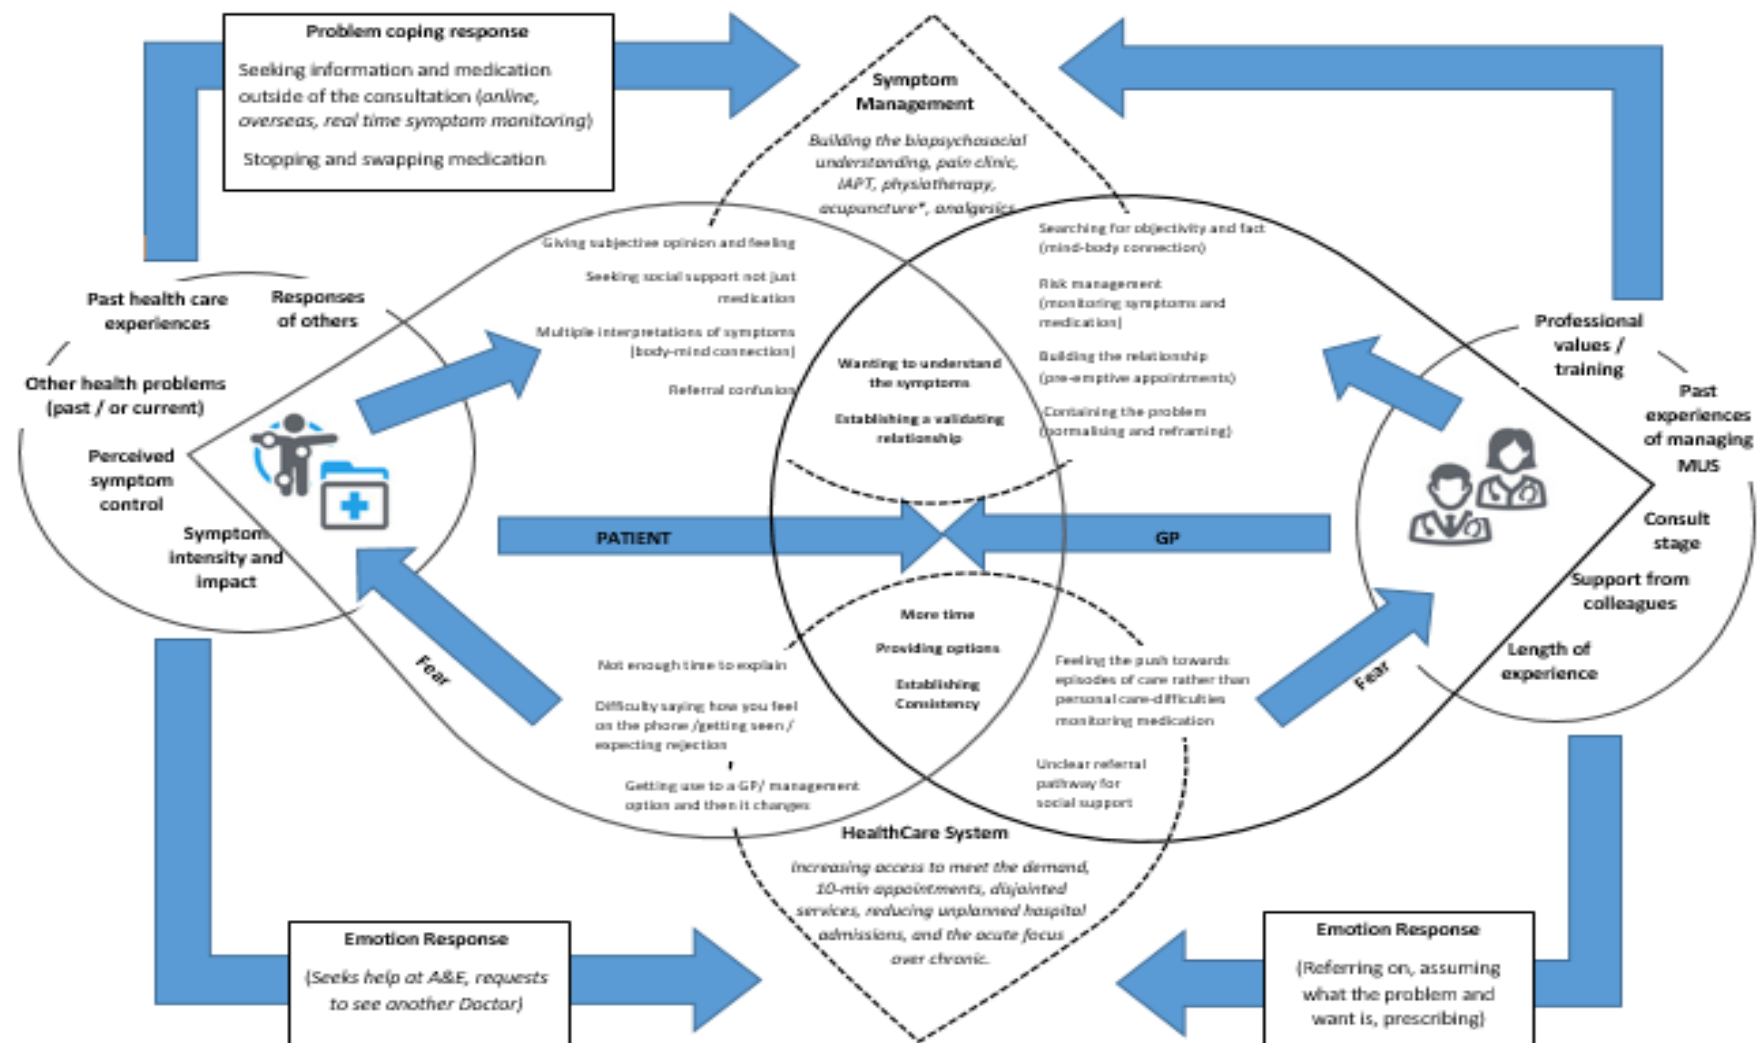 Problem coping response
Seeking information and medication
outside of the consultation (online,
overseas, real time symptom monitoring)
Stopping and swapping medication
Symptom
Management
Building the biopsychosocial
understanding, pain clinic,
IAPT, physiotherapy,
acupuncture*, analgesics
Past health care
experiences
Responses
of others
Other health problems
(past / or current)
Perceived
symptom
control
Symptom
intensity and
impact
Giving subjective opinion and feeling
Seeking social support not just
medication
Multiple interpretations of symptoms
(body-mind connection)
Referral confusion
Wanting to understand
the symptoms
Establishing a validating
relationship
Searching for objectivity and fact
(mind-body connection)
Risk management
(monitoring symptoms and
medication)
Building the relationship
(pre-emptive appointments)
Containing the problem
(normalising and reframing)
Professional
values /
training
Past
experiences
of managing
MUS
Consult
stage
Support from
colleagues
Length of
experience
PATIENT
GP
Fear
Fear
Not enough time to explain
Difficulty saying how you feel
on the phone /getting seen /
expecting rejection
Getting use to a GP/ management
option and then it changes
More time
Providing options
Establishing
Consistency
Feeling the push towards
episodes of care rather than
personal care-difficulties
monitoring medication
Unclear referral
pathway for
social support
HealthCare System
Increasing access to meet the demand,
10-min appointments, disjointed
services, reducing unplanned hospital
admissions, and the acute focus
over chronic.
Emotion Response
(Seeks help at A&E, requests
to see another Doctor)
Emotion Response
(Referring on, assuming
what the problem and
want is, prescribing)